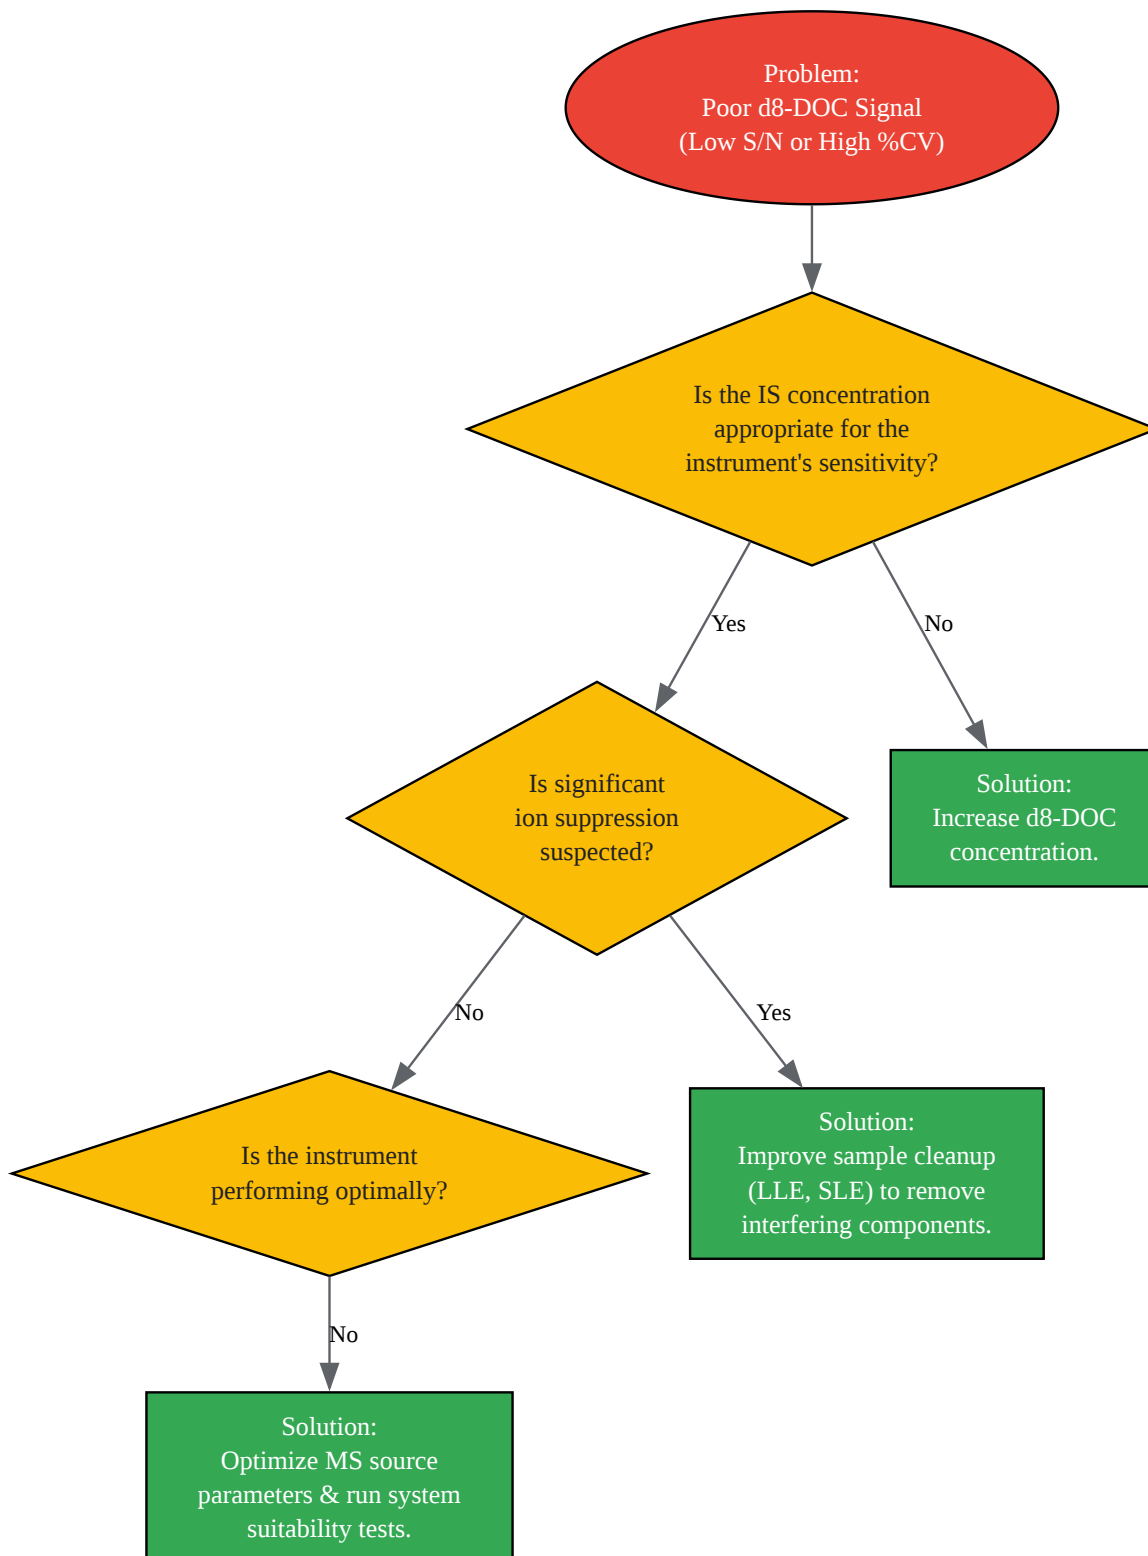 Problem:
Poor d8-DOC Signal
(Low S/N or High %CV)
Is the IS concentration
appropriate for the
instrument's sensitivity?
Yes
No
Is significant
ion suppression
suspected?
Solution:
Increase d8-DOC
concentration.
No
Yes
Is the instrument
performing optimally?
Solution:
Improve sample cleanup
(LLE, SLE) to remove
interfering components.
No
Solution:
Optimize MS source
parameters & run system
suitability tests.